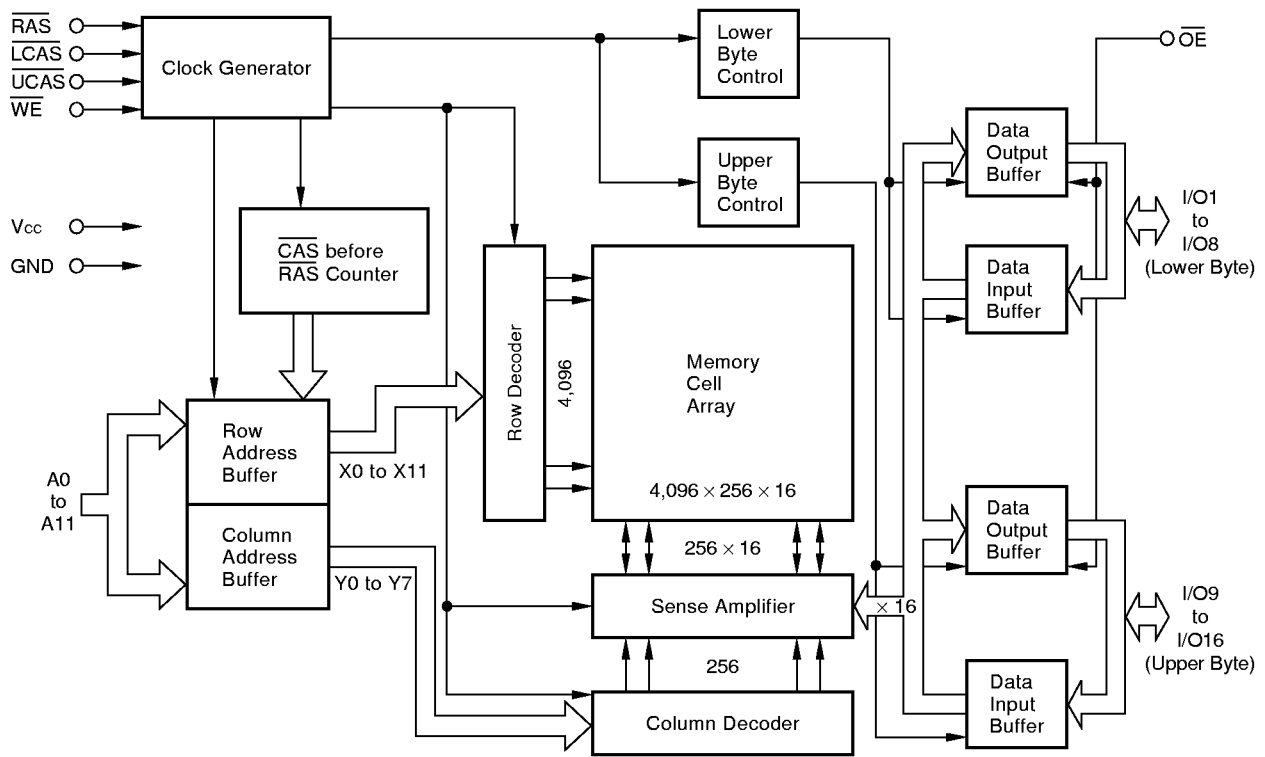 RAS
LCAS
UCAS
WE
Clock Generator
Lower
Byte
Control
OE
Upper
Byte
Control
Data
Output
Buffer
I/O1
to
I/O8
(Lower Byte)
Data
Input
Buffer
Vcc
GND
CAS before
RAS Counter
Row Decoder
4,096
Memory
Cell
Array
4,096 × 256 × 16
A0
to
A11
Row
Address
Buffer
X0 to X11
Column
Address
Buffer
Y0 to Y7
256 × 16
Sense Amplifier
× 16
256
Column Decoder
Data
Output
Buffer
I/O9
to
I/O16
(Upper Byte)
Data
Input
Buffer